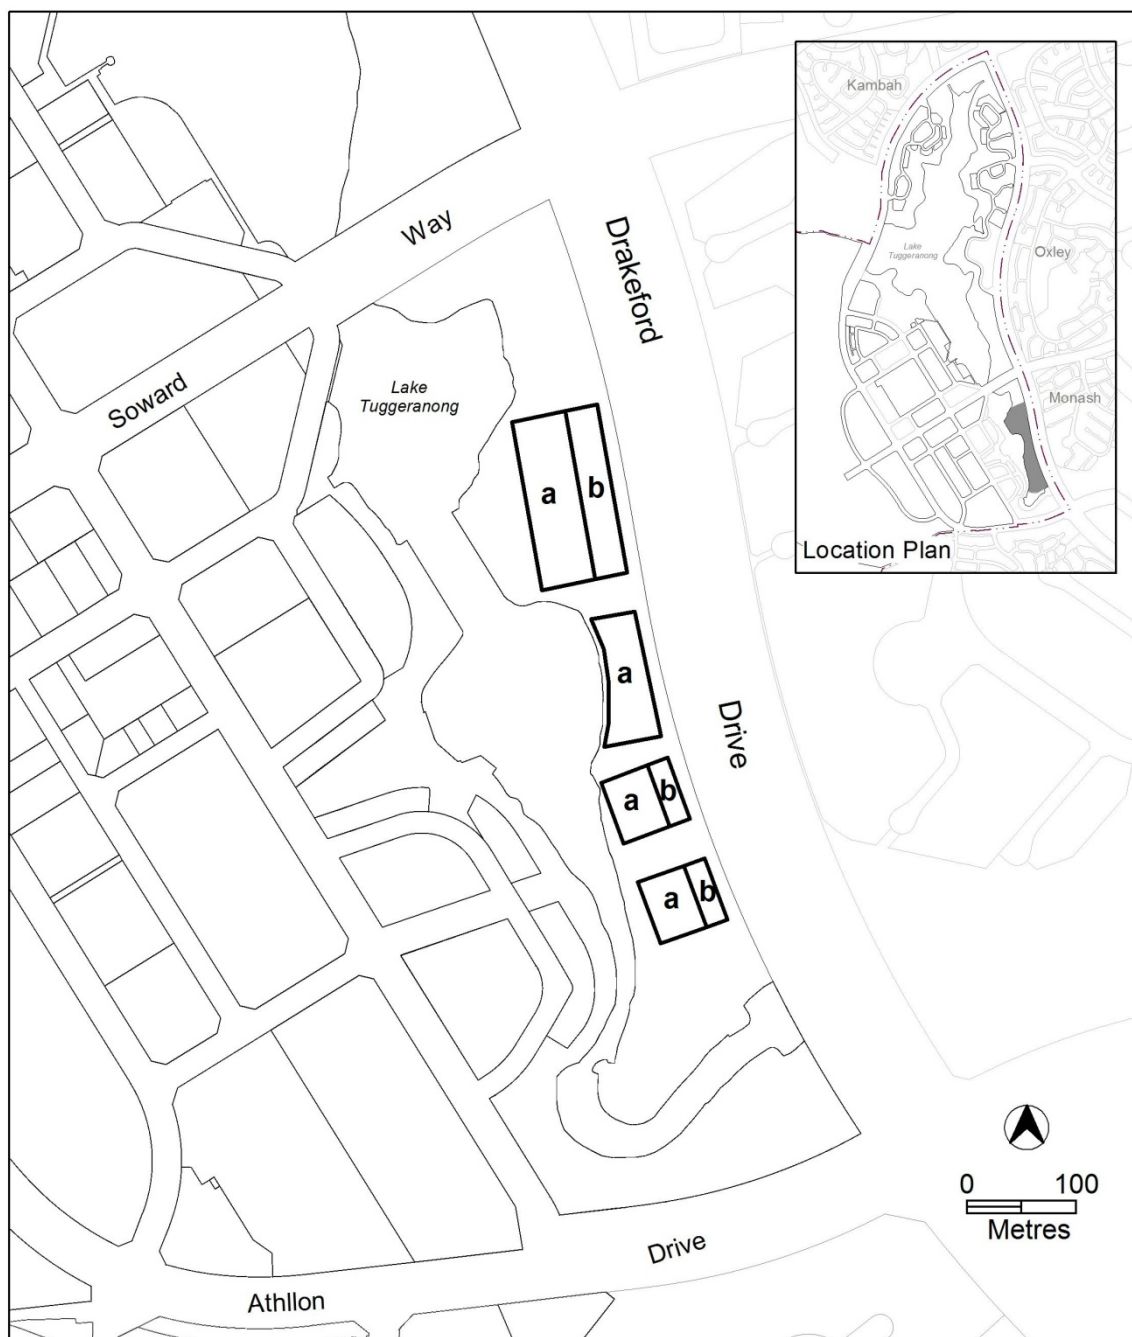 Kambah
Way
Drakeford
Lake
Tuggeranong
Oxley
Lake
Tuggeranong
Soward
Monash
a
b
Location Plan
a
Drive
a
b
a
b
0 100
Metres
Drive
Athllon